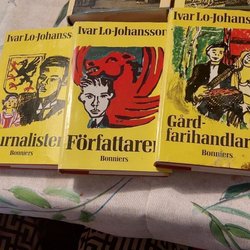 Ivar Lo-Johansson
urnalisten
Bonniers
Ivar Lo-Johansson
Författaren
Bonniers
Ivar Lo-Johansson
Gård-
farihandlar
Bonniers